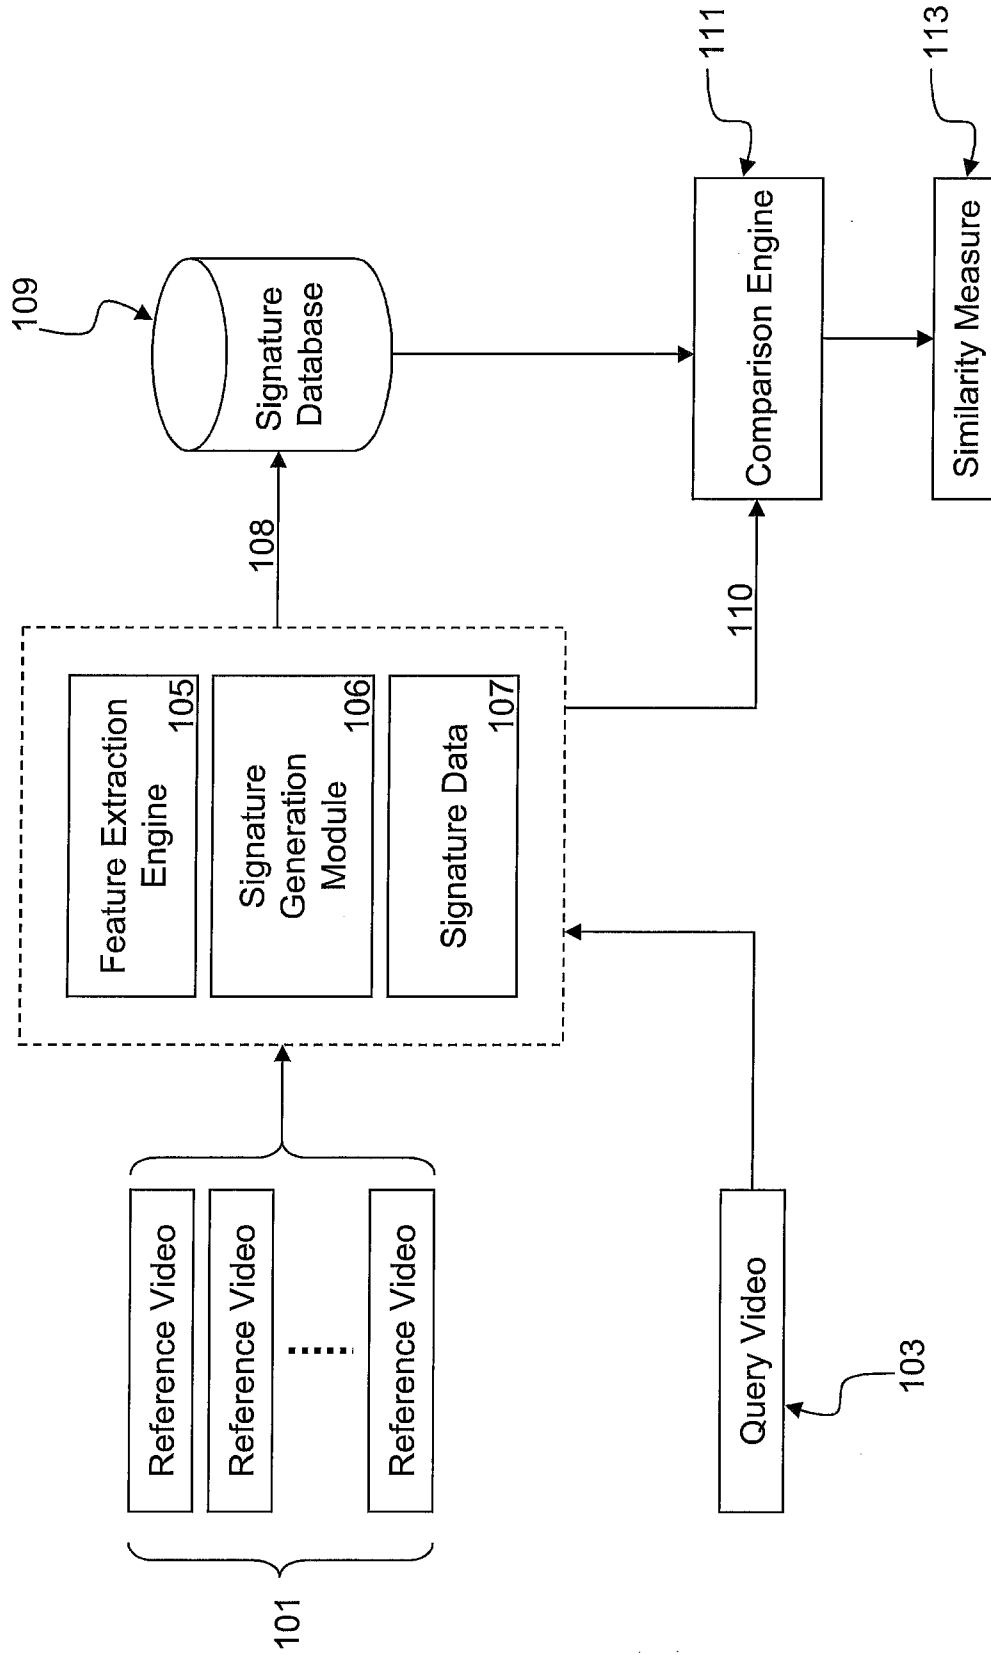 101
Reference Video
Reference Video
Reference Video
Query Video
103
Feature Extraction
Engine
105
Signature
Generation
Module
106
Signature Data
107
108
110
109
Signature
Database
Comparison Engine
111
Similarity Measure
113